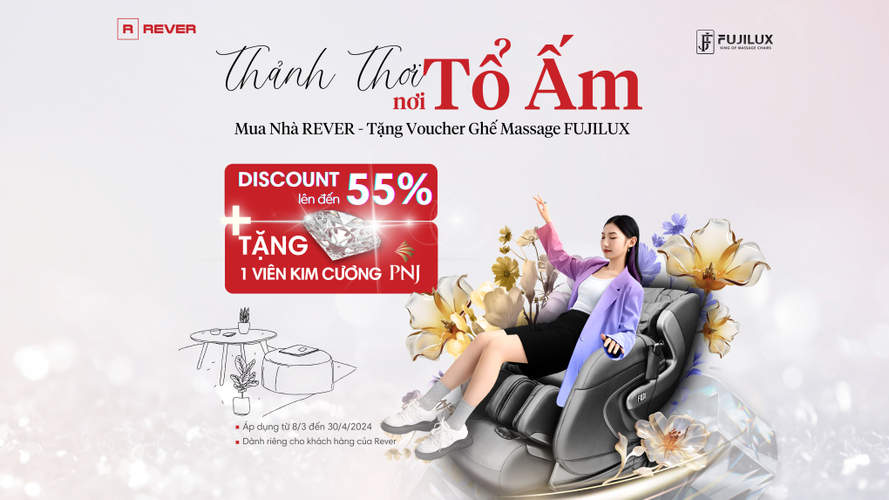 R REVER
FUJILUX
KING OF MASSAGE CHAIRS
Thảnh Thơi
nơi Tổ Ấm
Mua Nhà REVER - Tặng Voucher Ghế Massage FUJILUX
DISCOUNT
lên đến 55%
+
TẶNG
1 VIÊN KIM CƯƠNG PNJ
Áp dụng từ 8/3 đến 30/4/2024
Dành riêng cho khách hàng của Rever